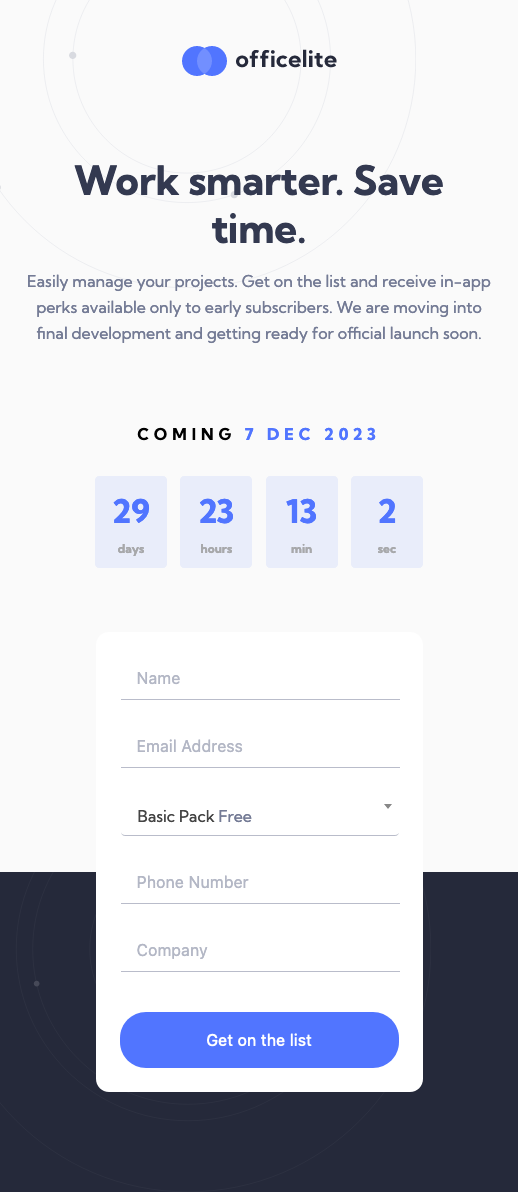 officelite
Work smarter. Save
time.
Easily manage your projects. Get on the list and receive in-app
perks available only to early subscribers. We are moving into
final development and getting ready for official launch soon.
COMING 7 DEC 2023
29 23 13 2
days hours min sec
Name
Email Address
Basic Pack Free
Phone Number
Company
Get on the list